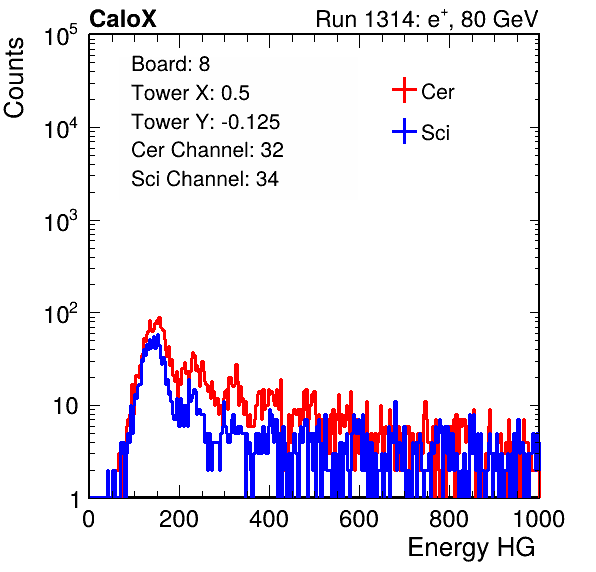 CaloX Run 1314: e⁺, 80 GeV
Counts
10⁵
10⁴
10³
10²
10
1
Board: 8
Tower X: 0.5
Tower Y: -0.125
Cer Channel: 32
Sci Channel: 34
Cer
Sci
0 200 400 600 800 1000
Energy HG